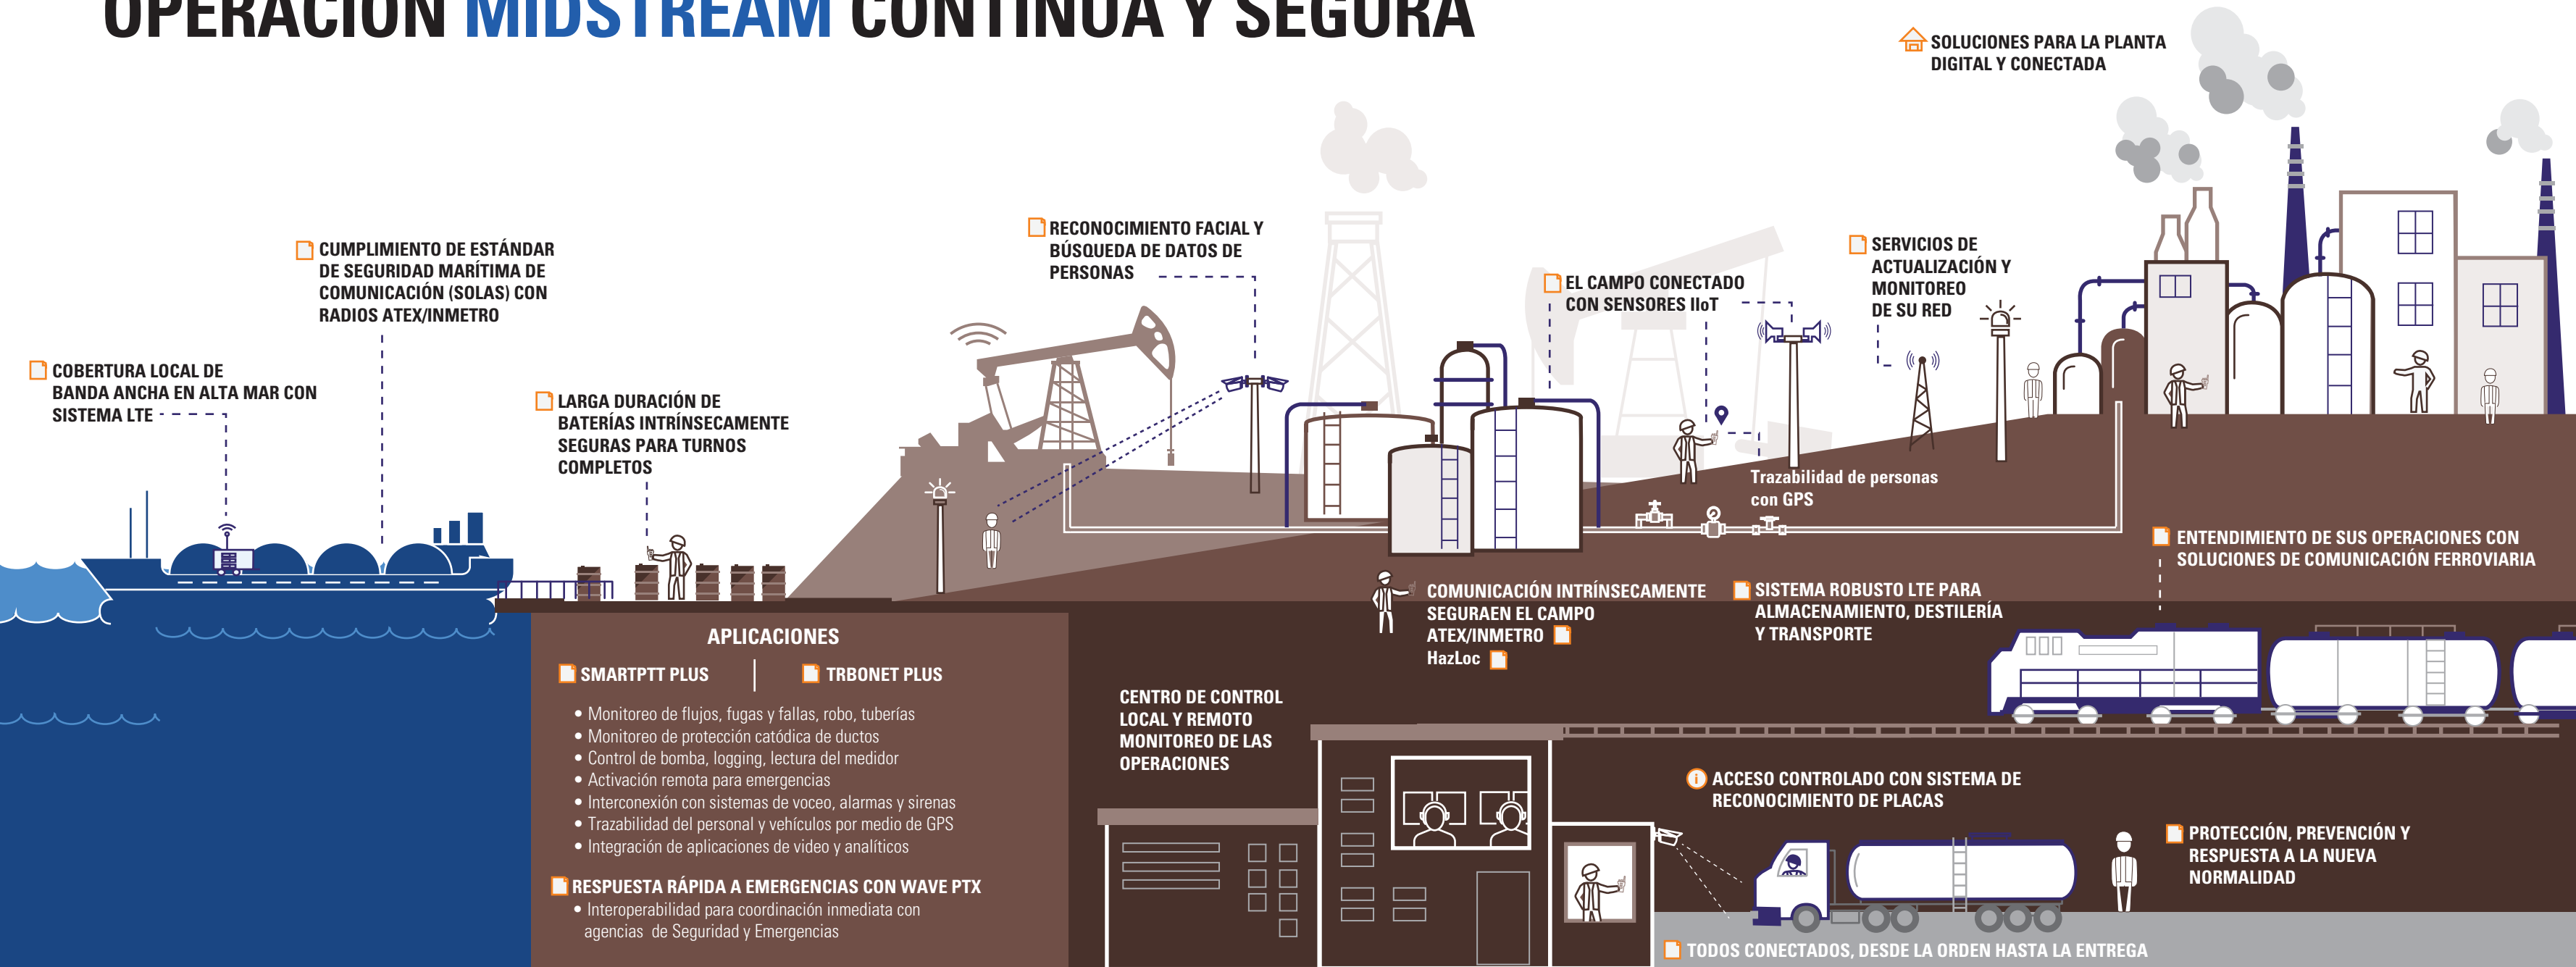 OPERACIÓN MIDSTREAM CONTINUA Y SEGURA
SOLUCIONES PARA LA PLANTA
DIGITAL Y CONECTADA
CUMPLIMIENTO DE ESTÁNDAR
DE SEGURIDAD MARÍTIMA DE
COMUNICACIÓN (SOLAS) CON
RADIOS ATEX/INMETRO
RECONOCIMIENTO FACIAL Y
BÚSQUEDA DE DATOS DE
PERSONAS
EL CAMPO CONECTADO
CON SENSORES IIoT
SERVICIOS DE
ACTUALIZACIÓN Y
MONITOREO
DE SU RED
COBERTURA LOCAL DE
BANDA ANCHA EN ALTA MAR CON
SISTEMA LTE
LARGA DURACIÓN DE
BATERÍAS INTRÍNSECAMENTE
SEGURAS PARA TURNOS
COMPLETOS
Trazabilidad de personas
con GPS
ENTENDIMIENTO DE SUS OPERACIONES CON
SOLUCIONES DE COMUNICACIÓN FERROVIARIA
COMUNICACIÓN INTRÍNSECAMENTE
SEGURAEN EL CAMPO
ATEX/INMETRO
HazLoc
SISTEMA ROBUSTO LTE PARA
ALMACENAMIENTO, DESTILERÍA
Y TRANSPORTE
APLICACIONES
SMARTPTT PLUS
TRBONET PLUS
• Monitoreo de flujos, fugas y fallas, robo, tuberías
• Monitoreo de protección catódica de ductos
• Control de bomba, logging, lectura del medidor
• Activación remota para emergencias
• Interconexión con sistemas de voceo, alarmas y sirenas
• Trazabilidad del personal y vehículos por medio de GPS
• Integración de aplicaciones de video y analíticos
RESPUESTA RÁPIDA A EMERGENCIAS CON WAVE PTX
• Interoperabilidad para coordinación inmediata con
agencias de Seguridad y Emergencias
CENTRO DE CONTROL
LOCAL Y REMOTO
MONITOREO DE LAS
OPERACIONES
i ACCESO CONTROLADO CON SISTEMA DE
RECONOCIMIENTO DE PLACAS
PROTECCIÓN, PREVENCIÓN Y
RESPUESTA A LA NUEVA
NORMALIDAD
TODOS CONECTADOS, DESDE LA ORDEN HASTA LA ENTREGA